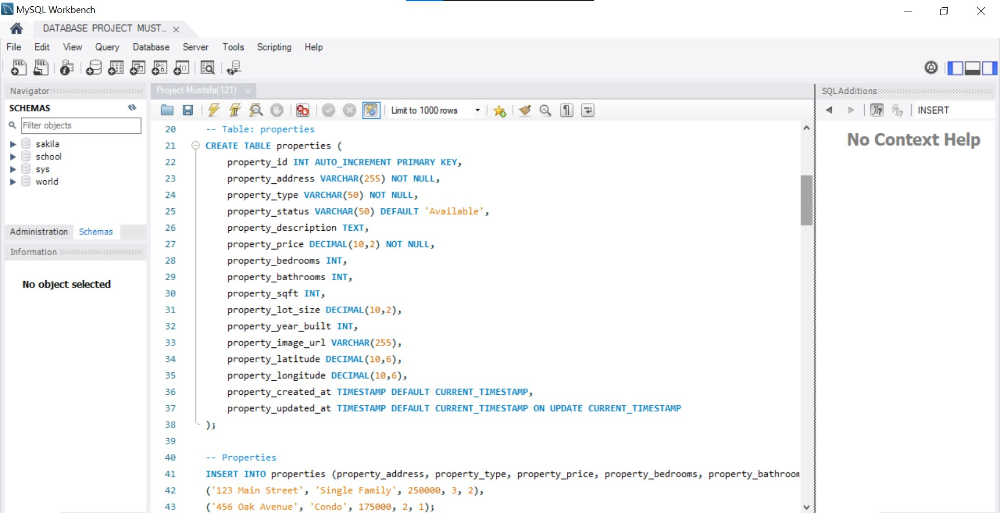 MySQL Workbench
DATABASE PROJECT MUST...
File Edit View Query Database Server Tools Scripting Help
Navigator
SCHEMAS
Filter objects
sakila
school
sys
world
Administration Schemas
Information
No object selected
Project Mustafa(121)
Limit to 1000 rows
20 -- Table: properties
21 CREATE TABLE properties (
22 property_id INT AUTO_INCREMENT PRIMARY KEY,
23 property_address VARCHAR(255) NOT NULL,
24 property_type VARCHAR(50) NOT NULL,
25 property_status VARCHAR(50) DEFAULT 'Available',
26 property_description TEXT,
27 property_price DECIMAL(10,2) NOT NULL,
28 property_bedrooms INT,
29 property_bathrooms INT,
30 property_sqft INT,
31 property_lot_size DECIMAL(10,2),
32 property_year_built INT,
33 property_image_url VARCHAR(255),
34 property_latitude DECIMAL(10,6),
35 property_longitude DECIMAL(10,6),
36 property_created_at TIMESTAMP DEFAULT CURRENT_TIMESTAMP,
37 property_updated_at TIMESTAMP DEFAULT CURRENT_TIMESTAMP ON UPDATE CURRENT_TIMESTAMP
38 );
39
40 -- Properties
41 INSERT INTO properties (property_address, property_type, property_price, property_bedrooms, property_bathroom
42 ('123 Main Street', 'Single Family', 250000, 3, 2),
43 ('456 Oak Avenue', 'Condo', 175000, 2, 1);
SQLAdditions
INSERT
No Context Help